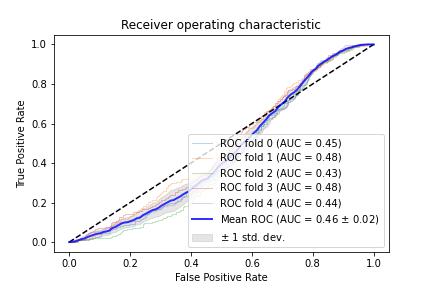 Receiver operating characteristic
True Positive Rate
1.0
0.8
0.6
0.4
0.2
0.0
ROC fold 0 (AUC = 0.45)
ROC fold 1 (AUC = 0.48)
ROC fold 2 (AUC = 0.43)
ROC fold 3 (AUC = 0.48)
ROC fold 4 (AUC = 0.44)
Mean ROC (AUC = 0.46 ± 0.02)
± 1 std. dev.
0.0 0.2 0.4 0.6 0.8 1.0
False Positive Rate